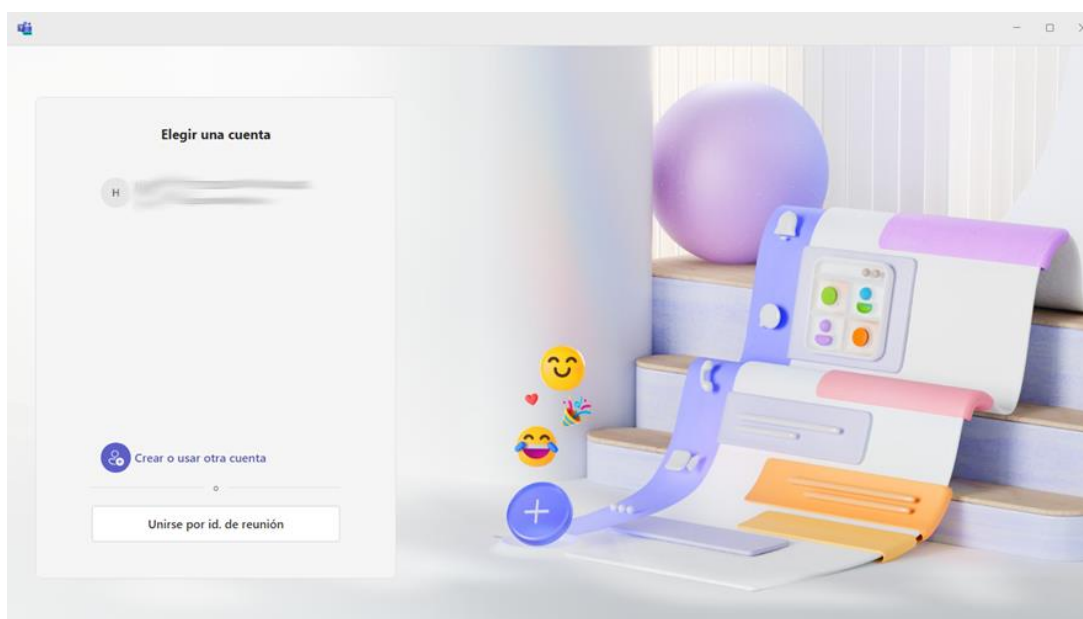 Elegir una cuenta
H
Crear o usar otra cuenta
o
Unirse por id. de reunión